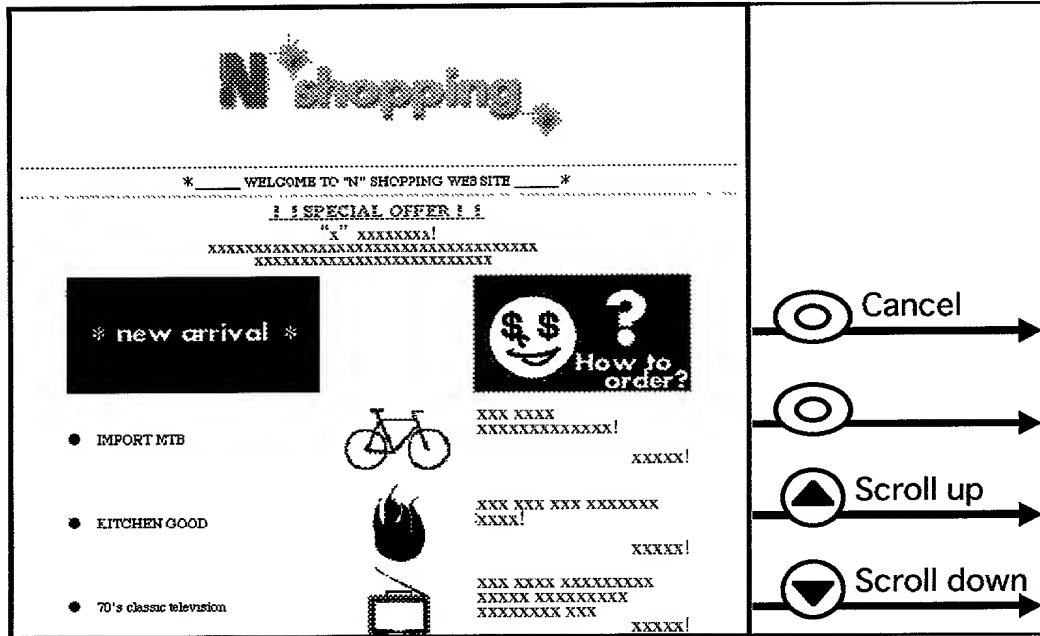 N shopping
*_____ WELCOME TO "N" SHOPPING WEB SITE _____*
! ! SPECIAL OFFER ! !
"x" xxxxxxxx!
xxxxxxxxxxxxxxxxxxxxxxxxxxxxxxxxxxx
xxxxxxxxxxxxxxxxxxxxxxxxx
* new arrival *
$ $ ?
How to
order?
● IMPORT MTB
xxx xxxx
xxxxxxxxxxxxx!
xxxxx!
● KITCHEN GOOD
xxx xxx xxx xxxxxxx
xxxx!
xxxxx!
● 70's classic television
xxx xxxx xxxxxxxxx
xxxxx xxxxxxxxx
xxxxxxxx xxx
xxxxx!
Cancel
Scroll up
Scroll down